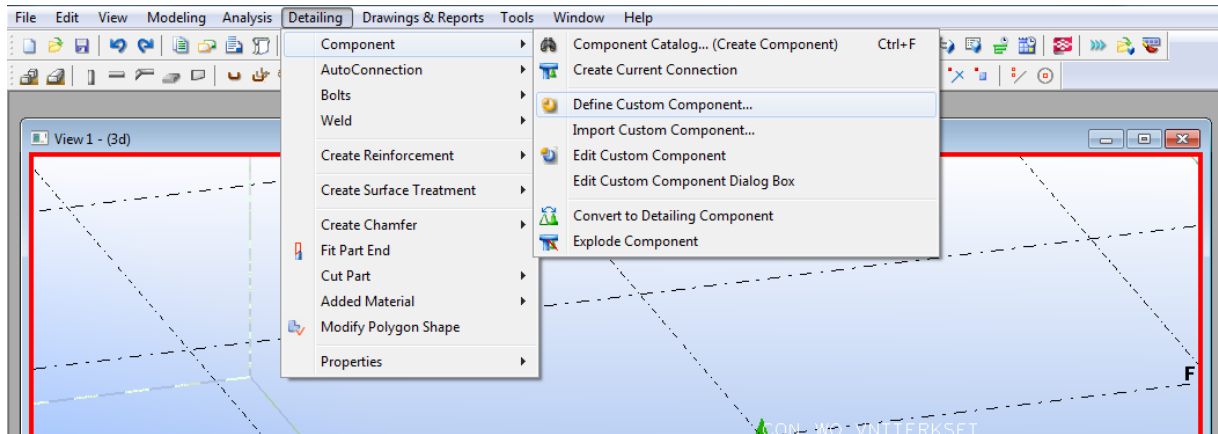 File Edit View Modeling Analysis Detailing Drawings & Reports Tools Window Help
Component
AutoConnection
Bolts
Weld
Create Reinforcement
Create Surface Treatment
Create Chamfer
Fit Part End
Cut Part
Added Material
Modify Polygon Shape
Properties
Component Catalog... (Create Component) Ctrl+F
Create Current Connection
Define Custom Component...
Import Custom Component...
Edit Custom Component
Edit Custom Component Dialog Box
Convert to Detailing Component
Explode Component
View 1 - (3d)
F